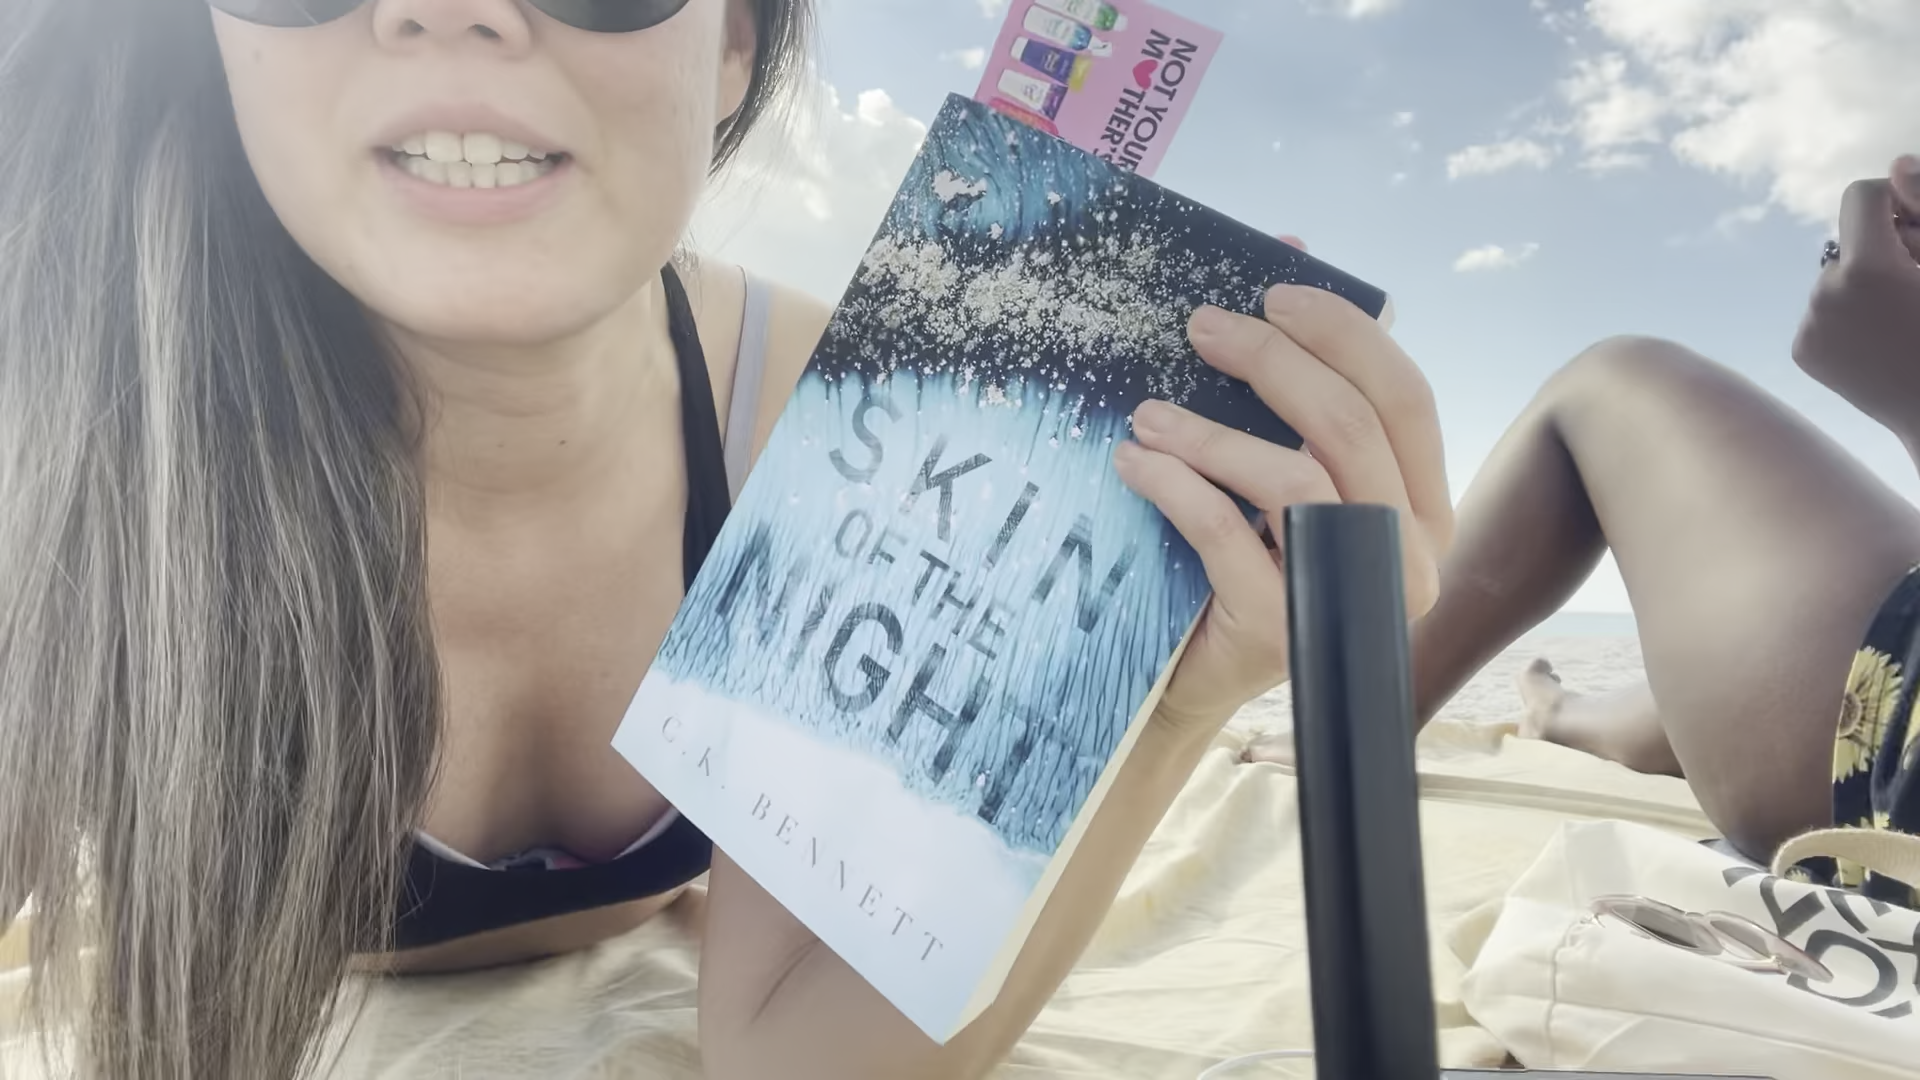 NOT YOUR
M❤THER'S
SKIN
OF THE
NIGHT
C. K. BENNETT